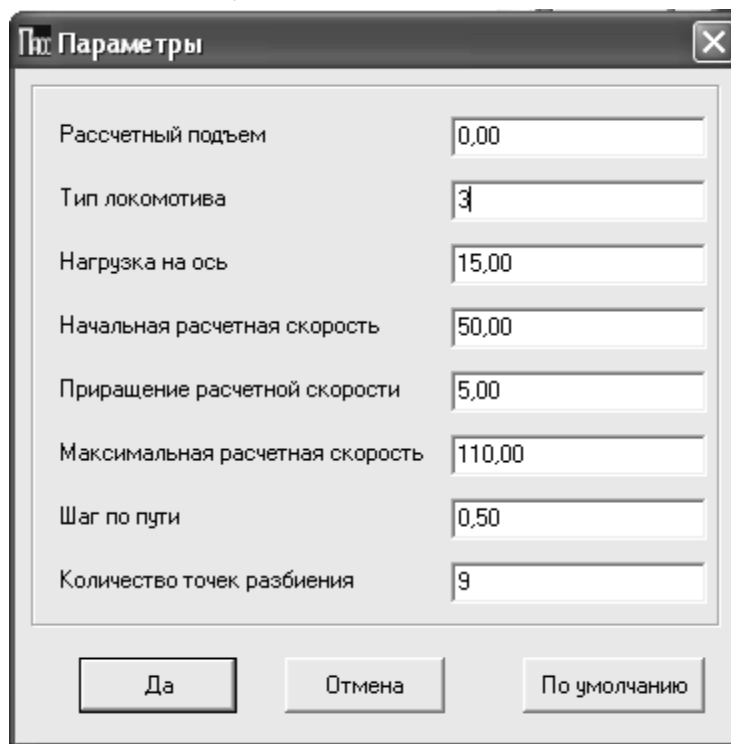 Параметры
Рассчетный подъем 0,00
Тип локомотива 3
Нагрузка на ось 15,00
Начальная расчетная скорость 50,00
Приращение расчетной скорости 5,00
Максимальная расчетная скорость 110,00
Шаг по пути 0,50
Количество точек разбиения 9
Да Отмена По умолчанию